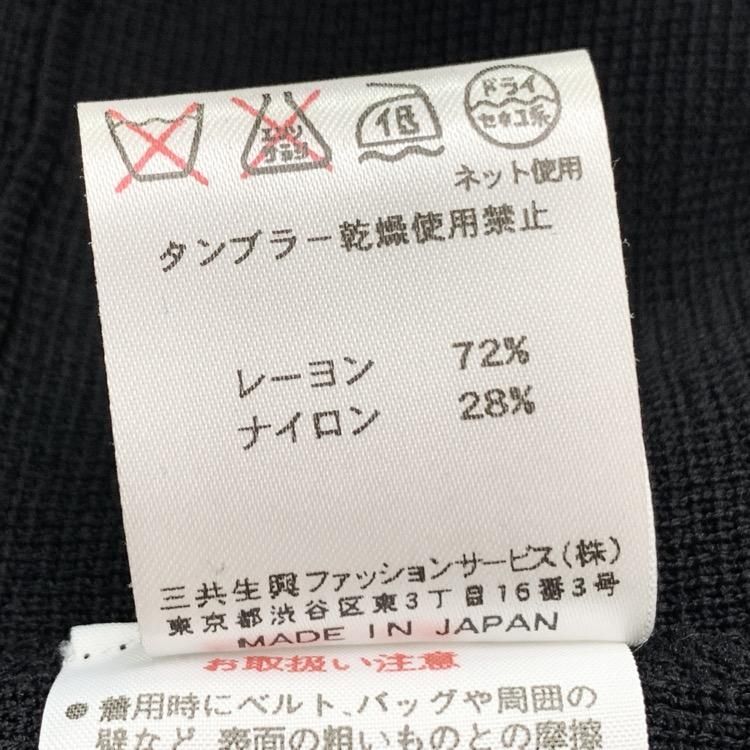 エンソ サラシ
低
ドライ
セキユ系
ネット使用
タンブラー乾燥使用禁止
レーヨン 72%
ナイロン 28%
三共生興ファッションサービス(株)
東京都渋谷区東3丁目16番3号
MADE IN JAPAN
お取扱い注意
●着用時にベルト、バッグや周囲の
壁など、表面の粗いものとの摩擦